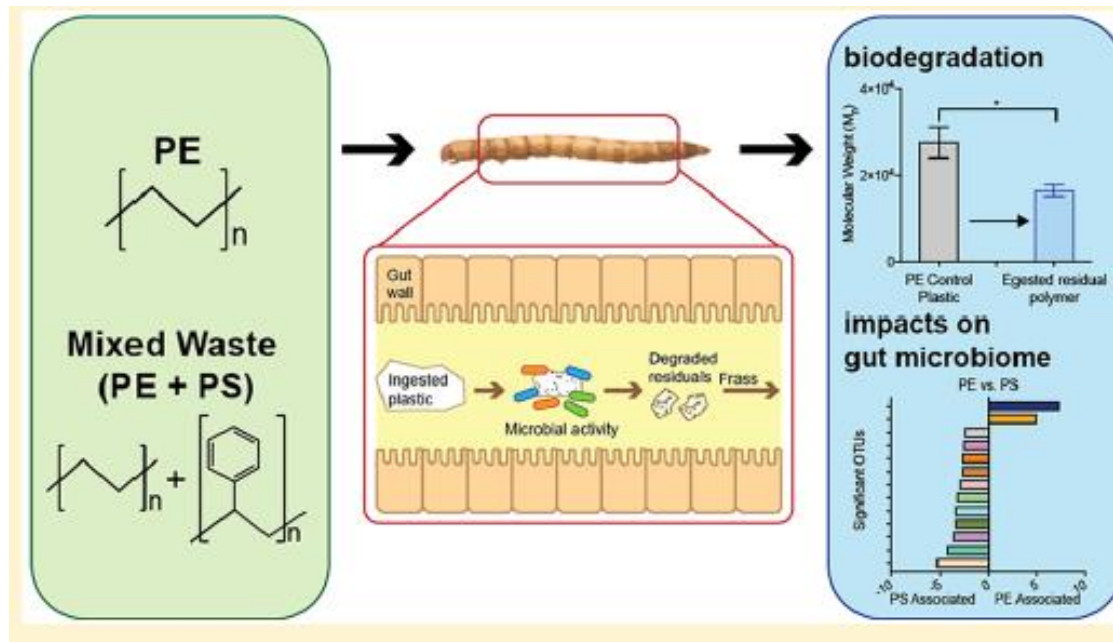 PE
n
Mixed Waste
(PE + PS)
n
+
n
Gut
wall
Ingested
plastic
Microbial activity
Degraded
residuals
Frass
biodegradation
Molecular Weight (Mn)
4×10⁴
2×10⁴
0
*
PE Control
Plastic
Egested residual
polymer
impacts on
gut microbiome
PE vs. PS
Significant OTUs
-10
-5
0
5
10
PS Associated
PE Associated